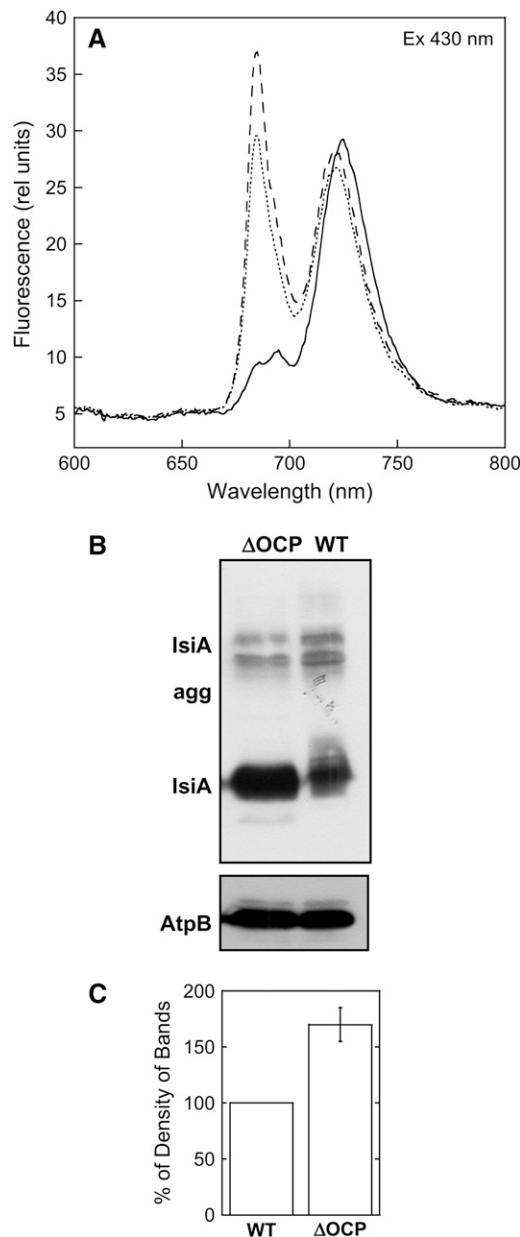 A
Ex 430 nm
40
35
30
25
20
15
10
5
Fluorescence (rel units)
600 650 700 750 800
Wavelength (nm)
B
ΔOCP WT
IsiA
agg
IsiA
AtpB
C
200
150
100
50
0
% of Density of Bands
WT ΔOCP